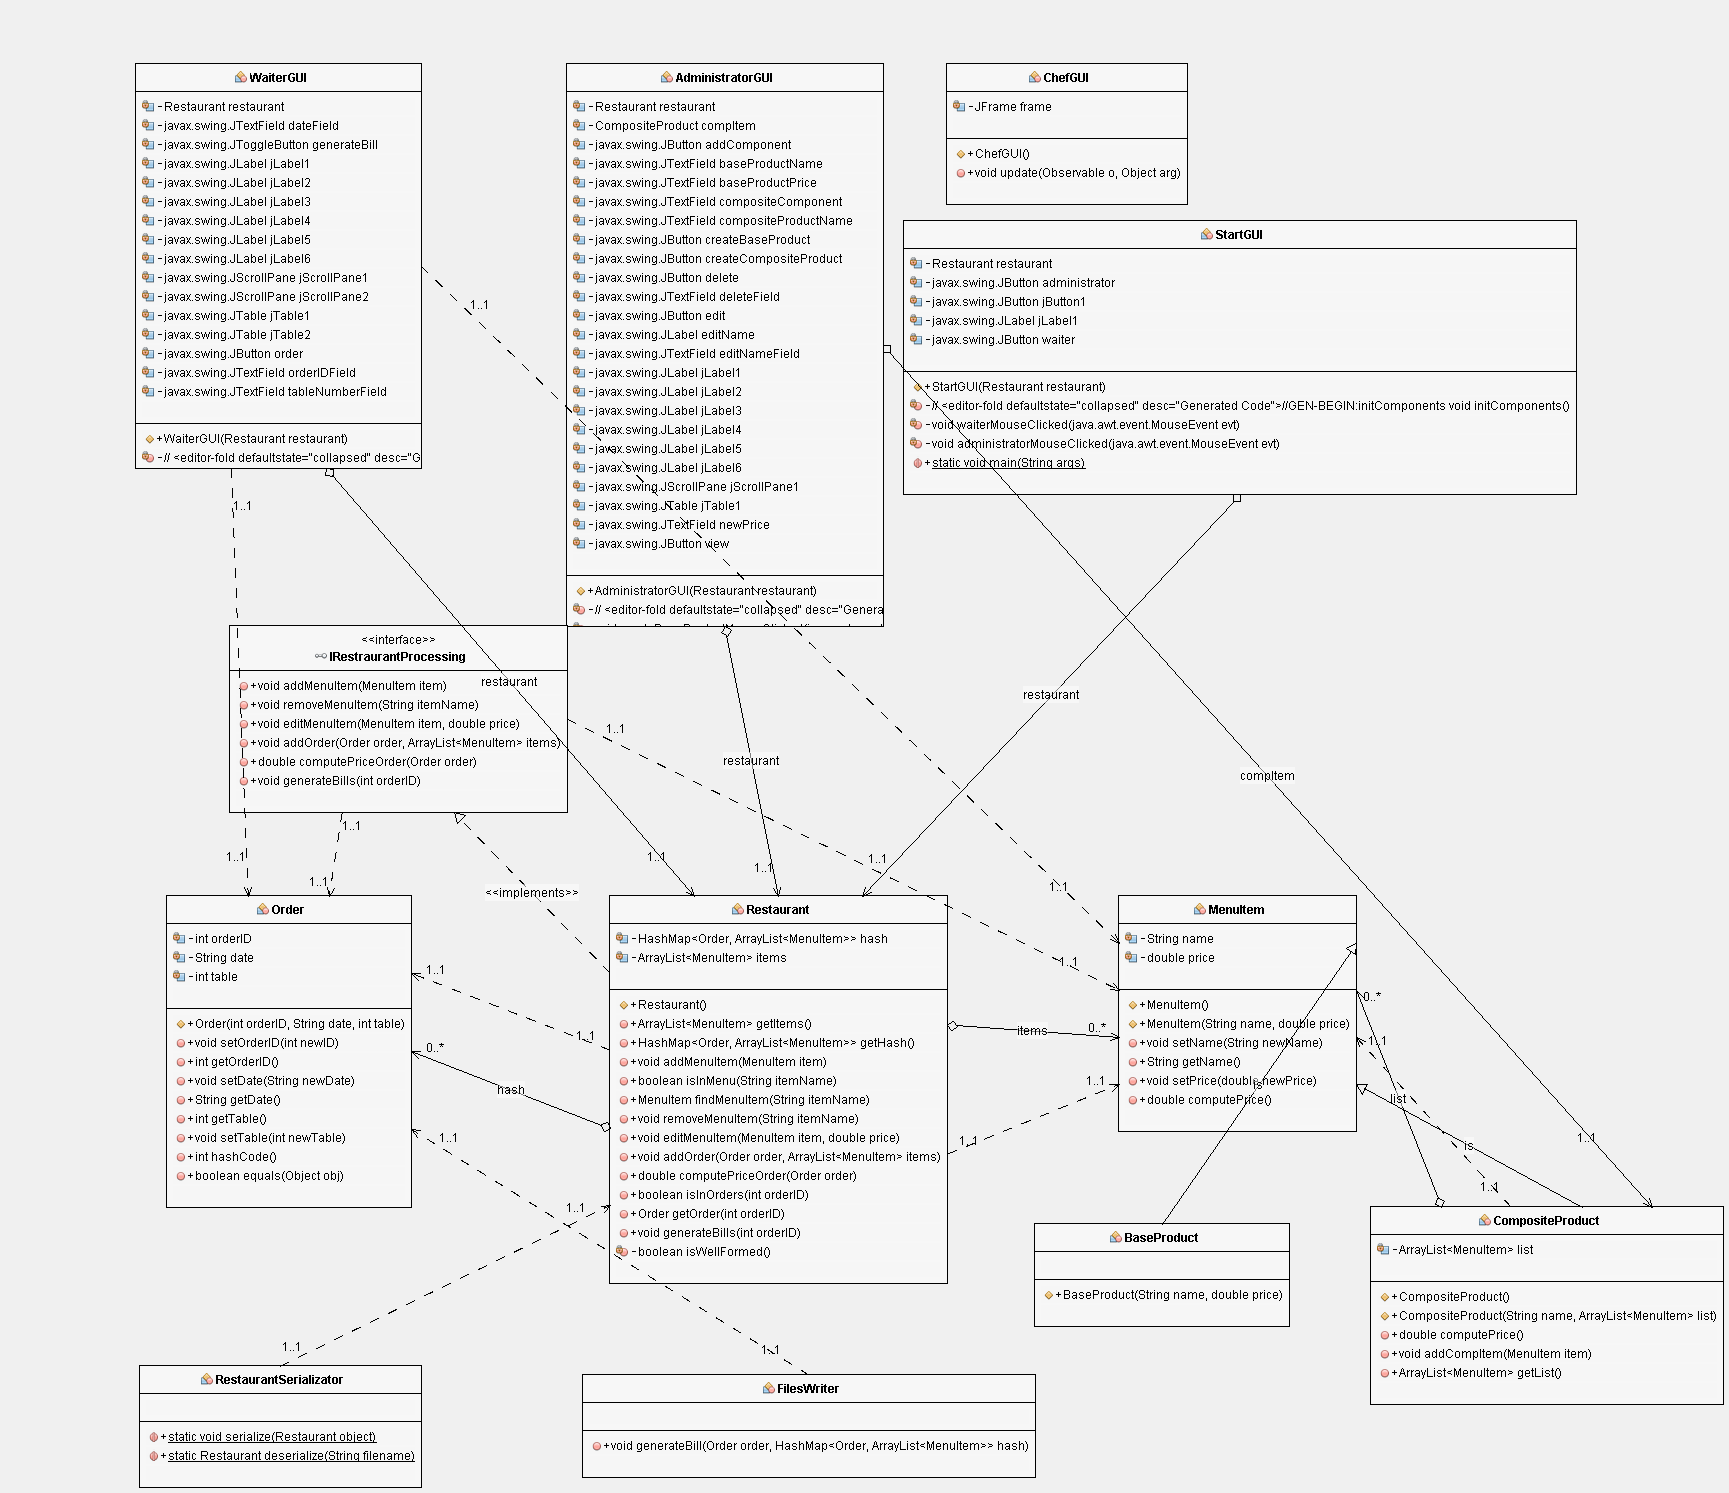 WaiterGUI
-Restaurant restaurant
-javax.swing.JTextField dateField
-javax.swing.JToggleButton generateBill
-javax.swing.JLabel jLabel1
-javax.swing.JLabel jLabel2
-javax.swing.JLabel jLabel3
-javax.swing.JLabel jLabel4
-javax.swing.JLabel jLabel5
-javax.swing.JLabel jLabel6
-javax.swing.JScrollPane jScrollPane1
-javax.swing.JScrollPane jScrollPane2
-javax.swing.JTable jTable1
-javax.swing.JTable jTable2
-javax.swing.JButton order
-javax.swing.JTextField orderIDField
-javax.swing.JTextField tableNumberField
+WaiterGUI(Restaurant restaurant)
-// <editor-fold defaultstate="collapsed" desc="G
AdministratorGUI
-Restaurant restaurant
-CompositeProduct compItem
-javax.swing.JButton addComponent
-javax.swing.JTextField baseProductName
-javax.swing.JTextField baseProductPrice
-javax.swing.JTextField compositeComponent
-javax.swing.JTextField compositeProductName
-javax.swing.JButton createBaseProduct
-javax.swing.JButton createCompositeProduct
-javax.swing.JButton delete
-javax.swing.JTextField deleteField
-javax.swing.JButton edit
-javax.swing.JLabel editName
-javax.swing.JTextField editNameField
-javax.swing.JLabel jLabel1
-javax.swing.JLabel jLabel2
-javax.swing.JLabel jLabel3
-javax.swing.JLabel jLabel4
-javax.swing.JLabel jLabel5
-javax.swing.JLabel jLabel6
-javax.swing.JScrollPane jScrollPane1
-javax.swing.JTable jTable1
-javax.swing.JTextField newPrice
-javax.swing.JButton view
+AdministratorGUI(Restaurant restaurant)
-// <editor-fold defaultstate="collapsed" desc="Genera
ChefGUI
-JFrame frame
+ChefGUI()
+void update(Observable o, Object arg)
StartGUI
-Restaurant restaurant
-javax.swing.JButton administrator
-javax.swing.JButton jButton1
-javax.swing.JLabel jLabel1
-javax.swing.JButton waiter
+StartGUI(Restaurant restaurant)
-// <editor-fold defaultstate="collapsed" desc="Generated Code">//GEN-BEGIN:initComponents void initComponents()
-void waiterMouseClicked(java.awt.event.MouseEvent evt)
-void administratorMouseClicked(java.awt.event.MouseEvent evt)
+static void main(String args)
1..1
1..1
<<interface>>
IRestraurantProcessing
+void addMenuItem(MenuItem item)
+void removeMenuItem(String itemName)
+void editMenuItem(MenuItem item, double price)
+void addOrder(Order order, ArrayList<MenuItem> items)
+double computePriceOrder(Order order)
+void generateBills(int orderID)
restaurant
restaurant
restaurant
compItem
1..1
1..1
1..1
1..1
1..1
1..1
1..1
1..1
<<implements>>
Order
-int orderID
-String date
-int table
+Order(int orderID, String date, int table)
+void setOrderID(int newID)
+int getOrderID()
+void setDate(String newDate)
+String getDate()
+int getTable()
+void setTable(int newTable)
+int hashCode()
+boolean equals(Object obj)
Restaurant
-HashMap<Order, ArrayList<MenuItem>> hash
-ArrayList<MenuItem> items
+Restaurant()
+ArrayList<MenuItem> getItems()
+HashMap<Order, ArrayList<MenuItem>> getHash()
+void addMenuItem(MenuItem item)
+boolean isInMenu(String itemName)
+MenuItem findMenuItem(String itemName)
+void removeMenuItem(String itemName)
+void editMenuItem(MenuItem item, double price)
+void addOrder(Order order, ArrayList<MenuItem> items)
+double computePriceOrder(Order order)
+boolean isInOrders(int orderID)
+Order getOrder(int orderID)
+void generateBills(int orderID)
-boolean isWellFormed()
MenuItem
-String name
-double price
+MenuItem()
+MenuItem(String name, double price)
+void setName(String newName)
+String getName()
+void setPrice(double newPrice)
+double computePrice()
1..1
1..1
1..1
0..*
hash
items
0..*
0..*
1..1
1..1
1..1
is
list
is
1..1
1..1
1..1
1..1
BaseProduct
+BaseProduct(String name, double price)
CompositeProduct
-ArrayList<MenuItem> list
+CompositeProduct()
+CompositeProduct(String name, ArrayList<MenuItem> list)
+double computePrice()
+void addCompItem(MenuItem item)
+ArrayList<MenuItem> getList()
1..1
1..1
RestaurantSerializator
+static void serialize(Restaurant object)
+static Restaurant deserialize(String filename)
FilesWriter
+void generateBill(Order order, HashMap<Order, ArrayList<MenuItem>> hash)